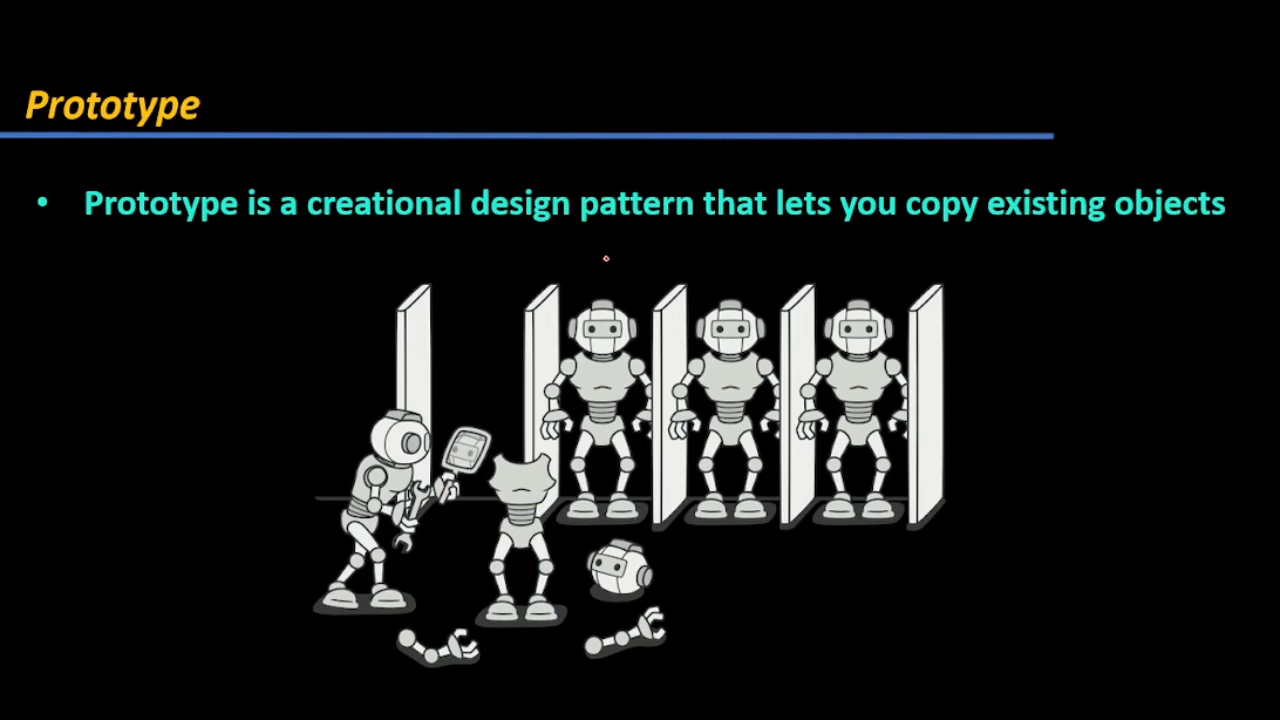 Prototype
• Prototype is a creational design pattern that lets you copy existing objects